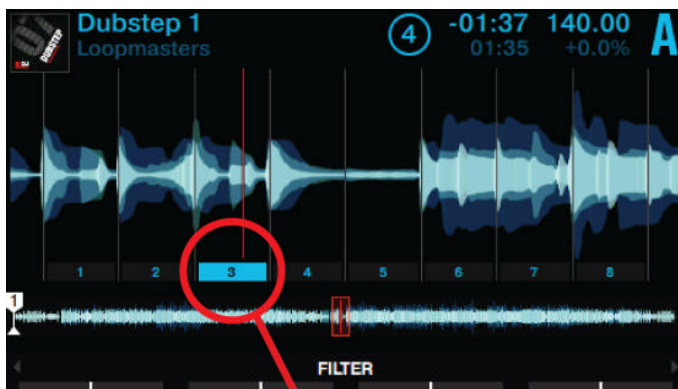 Dubstep 1
Loopmasters
4
-01:37 140.00
01:35 +0.0%
A
DUBSTEP
1 2 3 4 5 6 7 8
1
FILTER